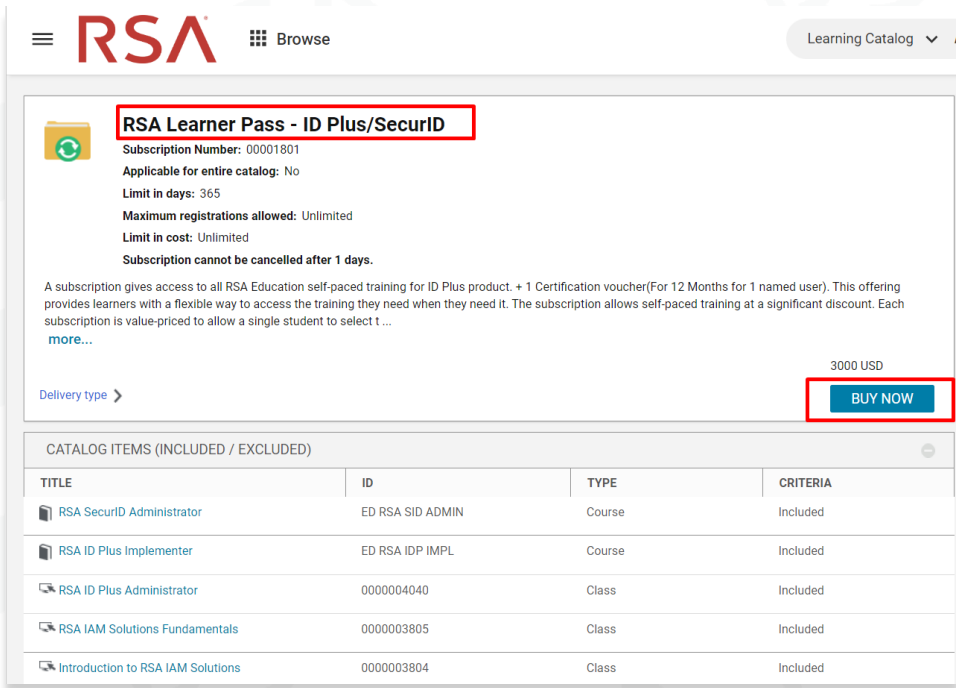 RSA
Browse
Learning Catalog
RSA Learner Pass - ID Plus/SecurID
Subscription Number: 00001801
Applicable for entire catalog: No
Limit in days: 365
Maximum registrations allowed: Unlimited
Limit in cost: Unlimited
Subscription cannot be cancelled after 1 days.
A subscription gives access to all RSA Education self-paced training for ID Plus product. + 1 Certification voucher(For 12 Months for 1 named user). This offering
provides learners with a flexible way to access the training they need when they need it. The subscription allows self-paced training at a significant discount. Each
subscription is value-priced to allow a single student to select t ...
more...
3000 USD
Delivery type
BUY NOW
CATALOG ITEMS (INCLUDED / EXCLUDED)
TITLE ID TYPE CRITERIA
RSA SecurID Administrator ED RSA SID ADMIN Course Included
RSA ID Plus Implementer ED RSA IDP IMPL Course Included
RSA ID Plus Administrator 0000004040 Class Included
RSA IAM Solutions Fundamentals 0000003805 Class Included
Introduction to RSA IAM Solutions 0000003804 Class Included